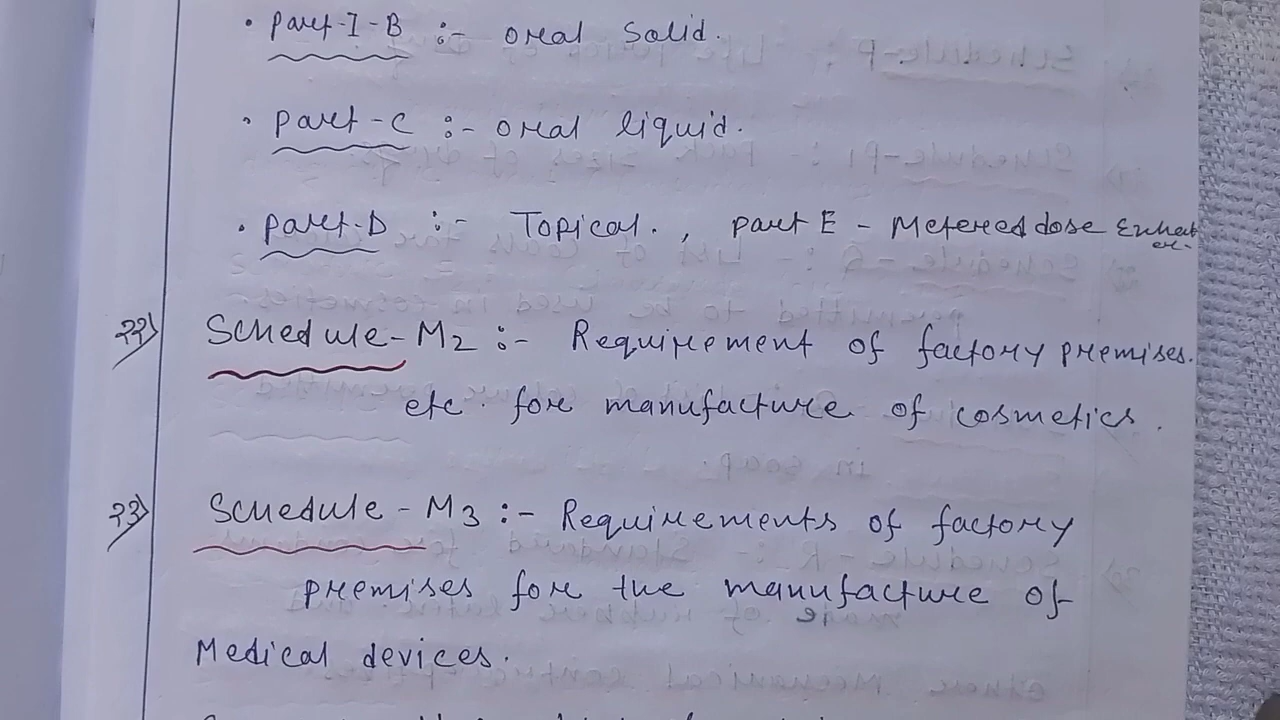 • Part-I-B :- oral solid.
• Part-C :- oral liquid.
• Part-D :- Topical. , part E - Metered dose Enhaler.
22) Schedule-M2 :- Requirement of factory premises.
etc. for manufacture of cosmetics.
23) Schedule-M3 :- Requirements of factory
premises for the manufacture of
Medical devices.